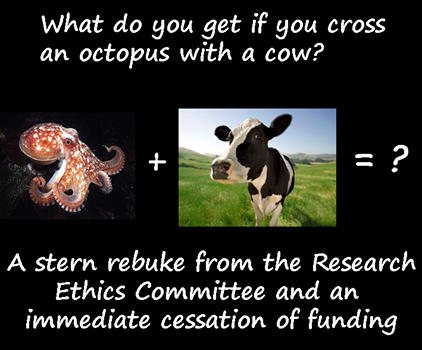 What do you get if you cross
an octopus with a cow?
+ = ?
A stern rebuke from the Research
Ethics Committee and an
immediate cessation of funding